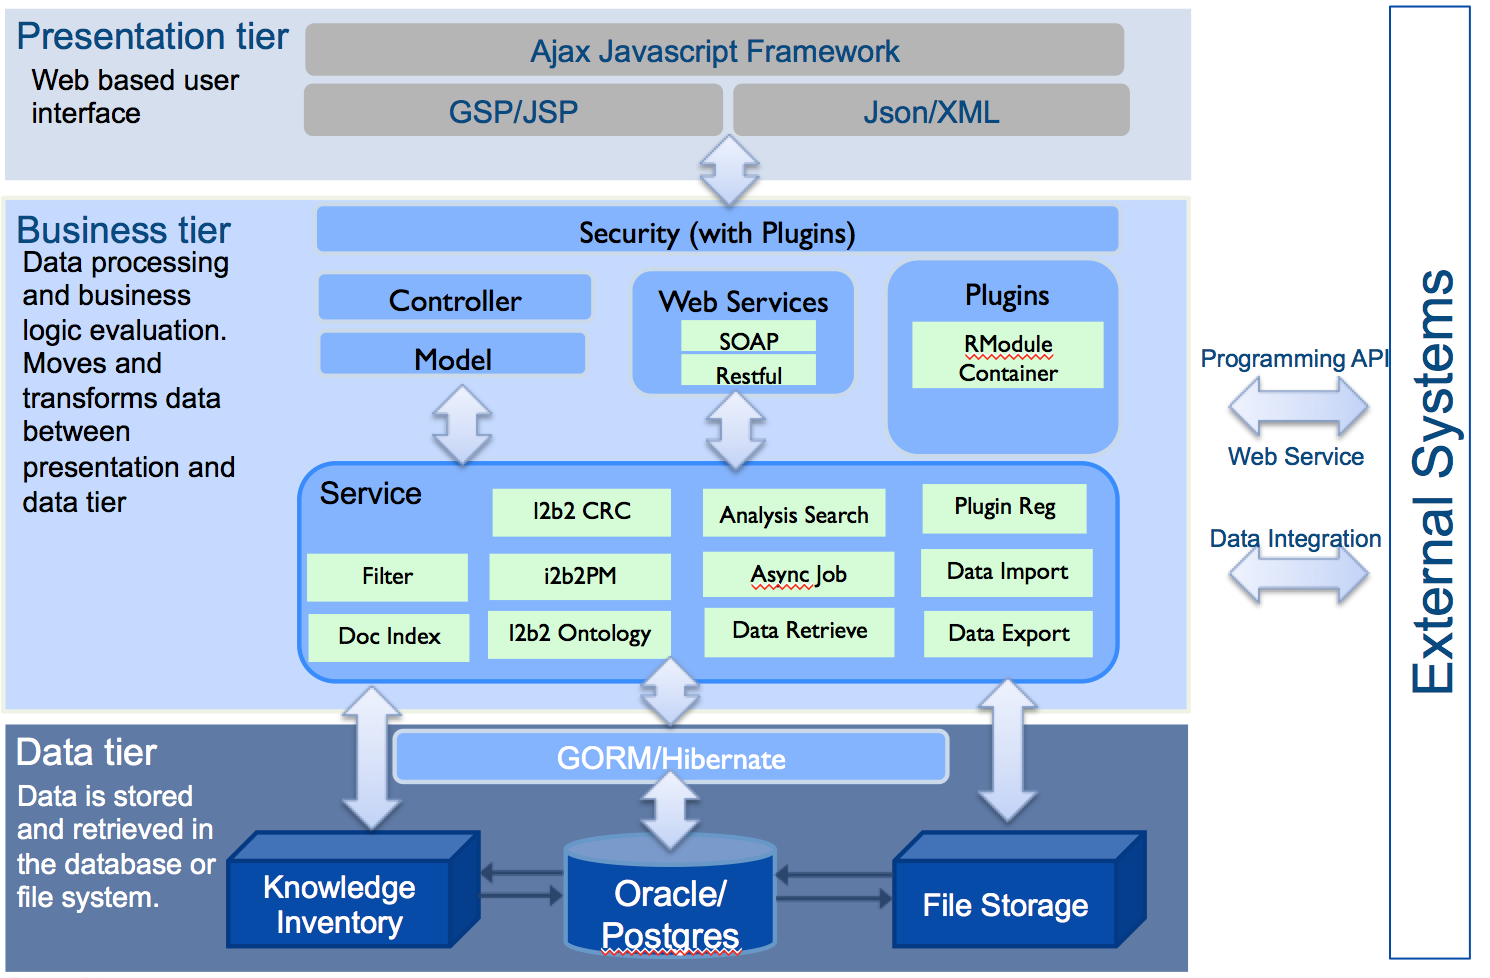 Presentation tier
Web based user
interface
Ajax Javascript Framework
GSP/JSP
Json/XML
Business tier
Data processing
and business
logic evaluation.
Moves and
transforms data
between
presentation and
data tier
Security (with Plugins)
Controller
Model
Web Services
SOAP
Restful
Plugins
RModule
Container
Service
I2b2 CRC
Analysis Search
Plugin Reg
Filter
i2b2PM
Async Job
Data Import
Doc Index
I2b2 Ontology
Data Retrieve
Data Export
Data tier
Data is stored
and retrieved in
the database or
file system.
GORM/Hibernate
Knowledge
Inventory
Oracle/
Postgres
File Storage
Programming API
Web Service
Data Integration
External Systems